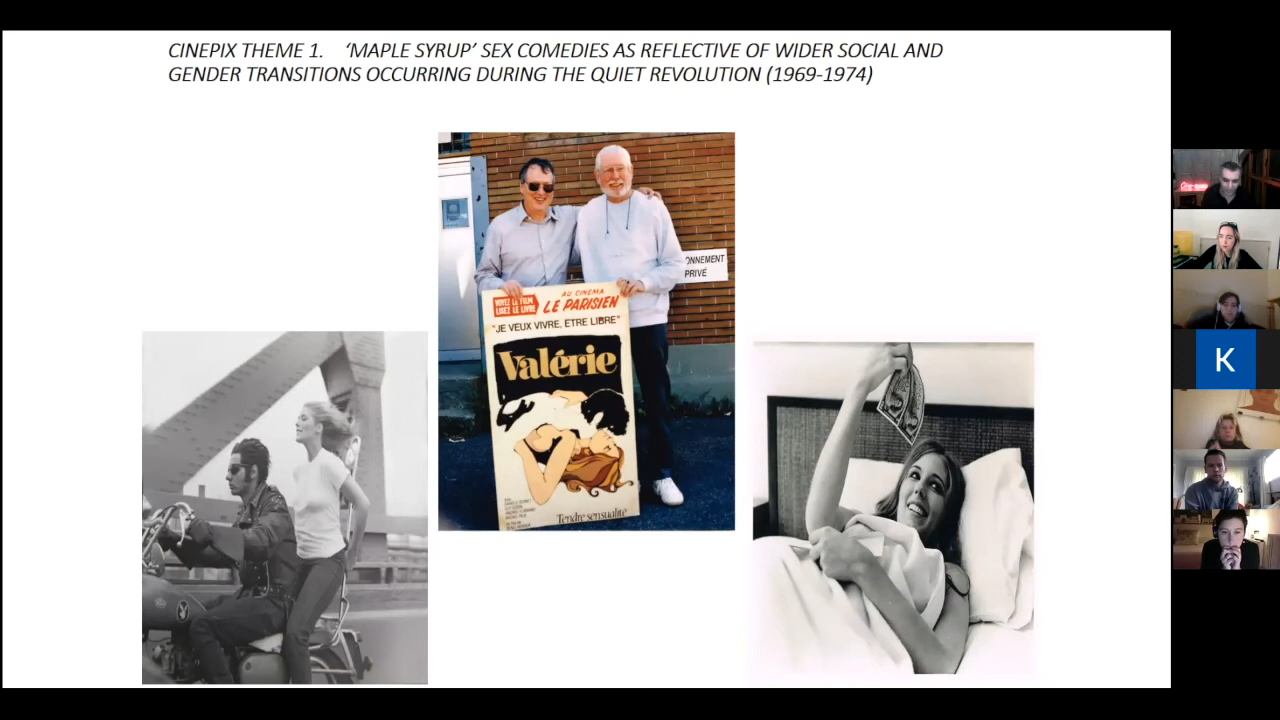 CINEPIX THEME 1. ‘MAPLE SYRUP’ SEX COMEDIES AS REFLECTIVE OF WIDER SOCIAL AND
GENDER TRANSITIONS OCCURRING DURING THE QUIET REVOLUTION (1969-1974)
ONNEMENT
PRIVÉ
VOYEZ LE FILM
LISEZ LE LIVRE
AU CINEMA
LE PARISIEN
"JE VEUX VIVRE, ETRE LIBRE"
Valérie
Tendre sensualité
K